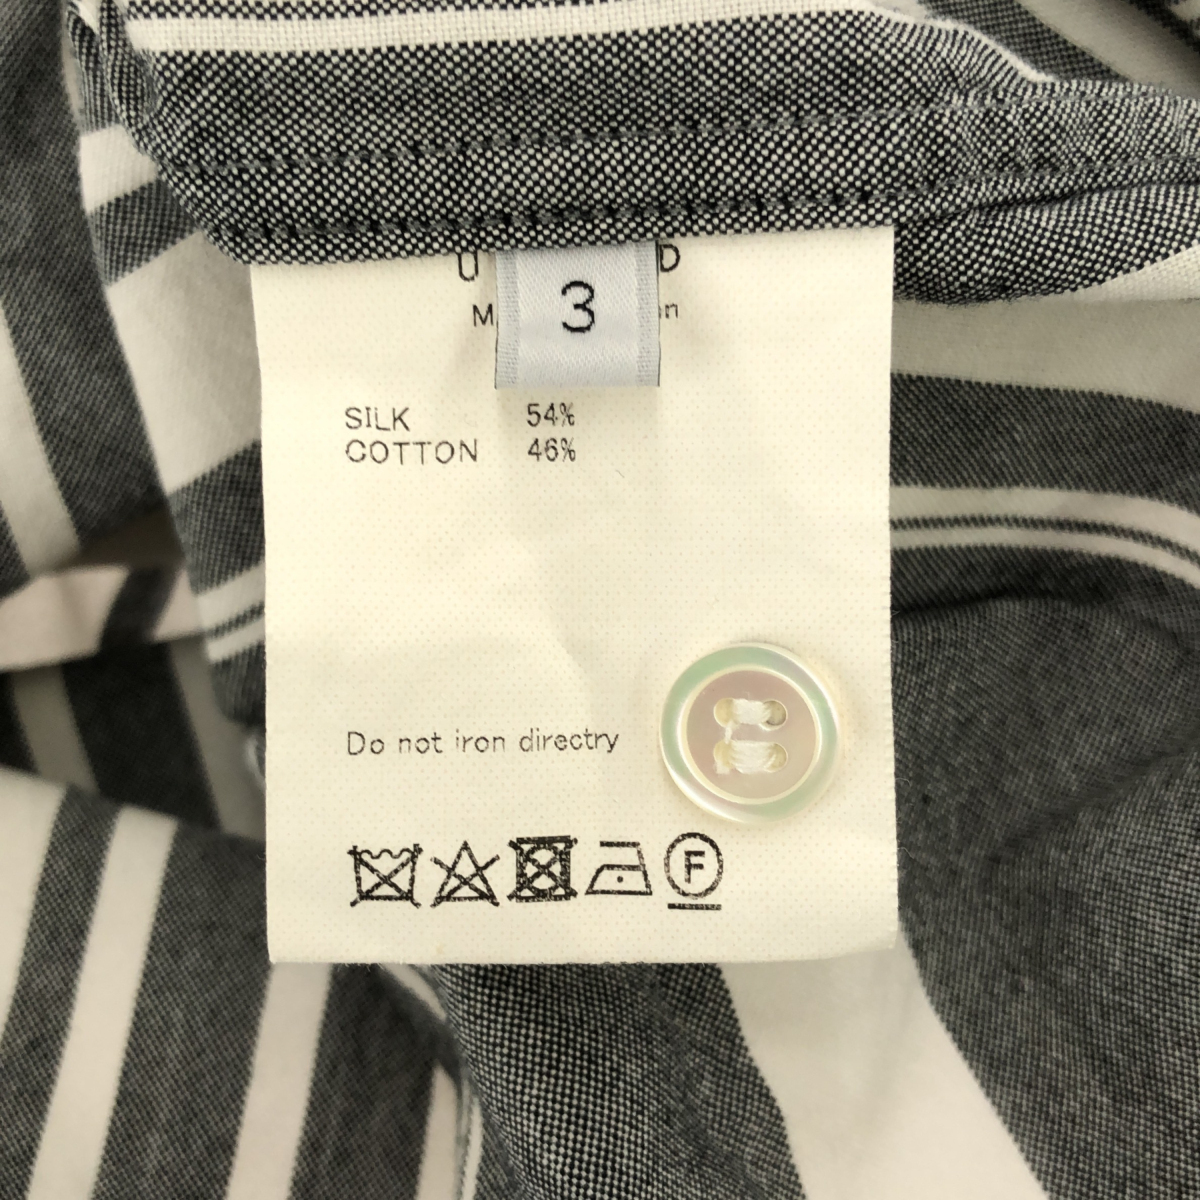 3
SILK 54%
COTTON 46%
Do not iron directry
F